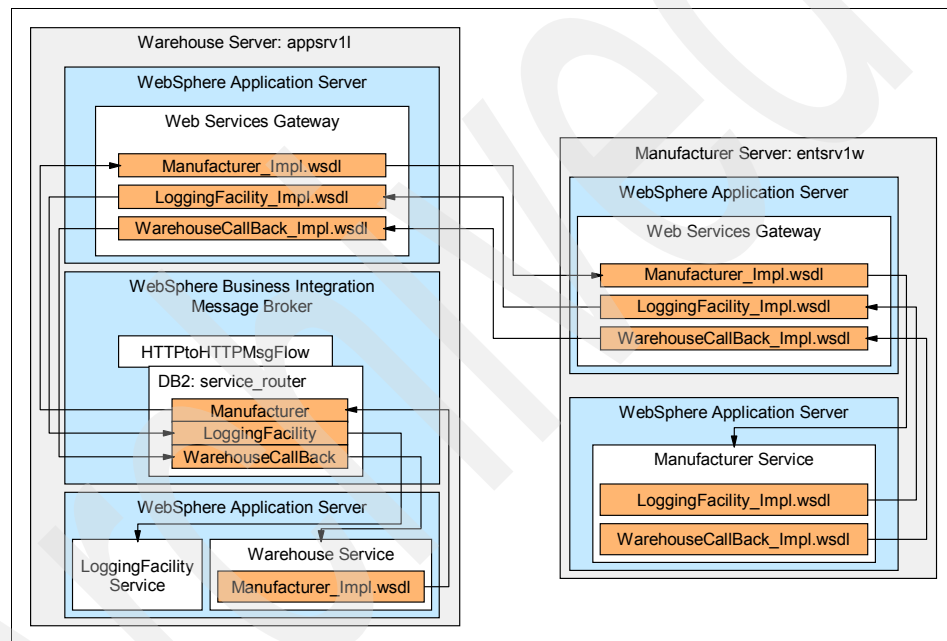 Warehouse Server: appsrv1l
WebSphere Application Server
Web Services Gateway
Manufacturer_Impl.wsdl
LoggingFacility_Impl.wsdl
WarehouseCallBack_Impl.wsdl
WebSphere Business Integration
Message Broker
HTTPtoHTTPMsgFlow
DB2: service_router
Manufacturer
LoggingFacility
WarehouseCallBack
WebSphere Application Server
LoggingFacility
Service
Warehouse Service
Manufacturer_Impl.wsdl
Manufacturer Server: entsrv1w
WebSphere Application Server
Web Services Gateway
Manufacturer_Impl.wsdl
LoggingFacility_Impl.wsdl
WarehouseCallBack_Impl.wsdl
WebSphere Application Server
Manufacturer Service
LoggingFacility_Impl.wsdl
WarehouseCallBack_Impl.wsdl